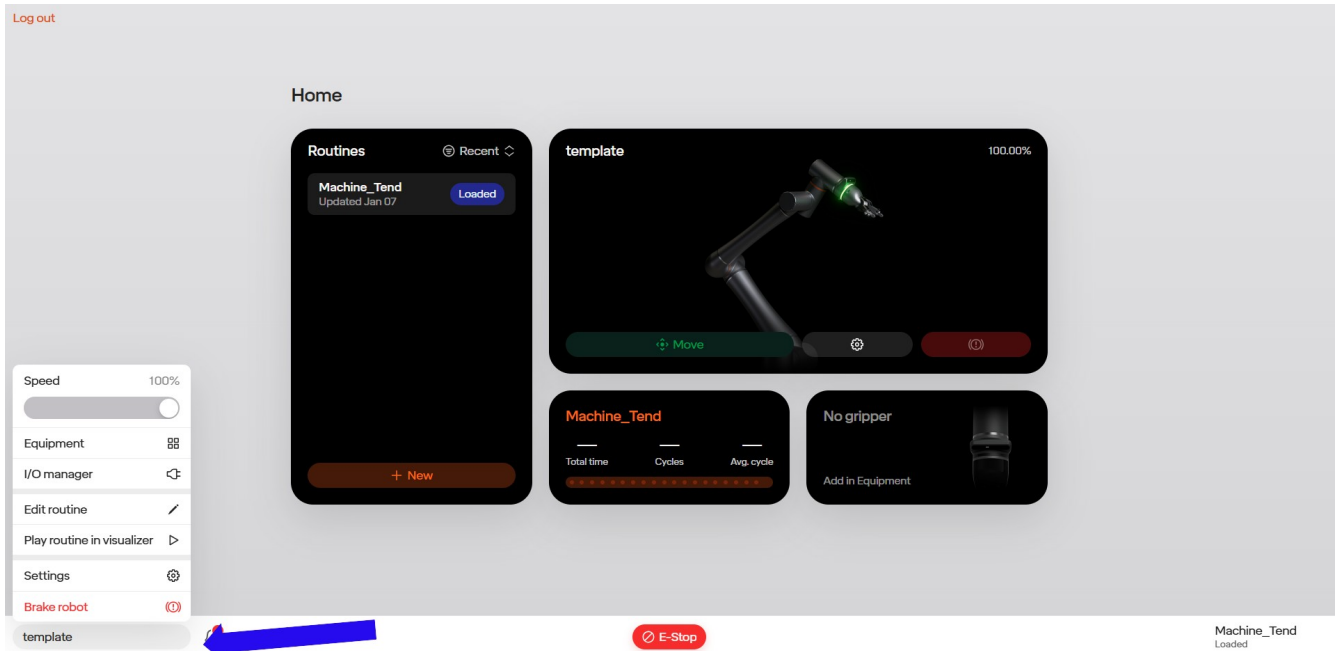 Log out
Home
Routines
Recent
Machine_Tend
Updated Jan 07
Loaded
+ New
template
100.00%
Move
Machine_Tend
Total time
Cycles
Avg. cycle
No gripper
Add in Equipment
Speed 100%
Equipment
I/O manager
Edit routine
Play routine in visualizer
Settings
Brake robot
template
E-Stop
Machine_Tend
Loaded